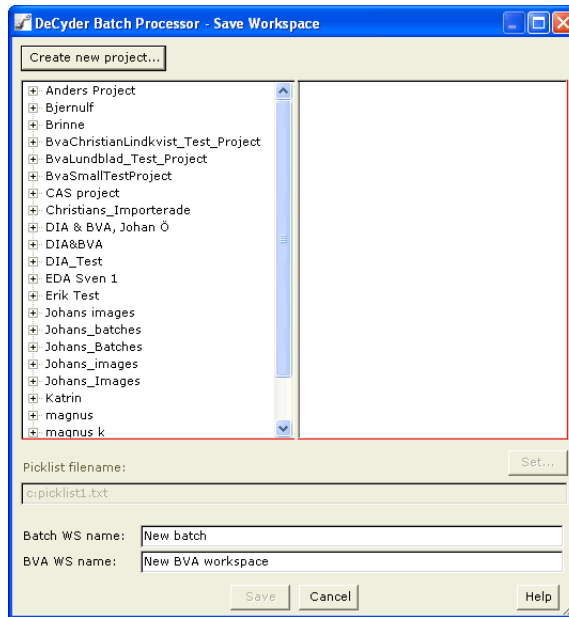 DeCyder Batch Processor - Save Workspace
Create new project...
Anders Project
Bjernulf
Brinne
BvaChristianLindkvist_Test_Project
BvaLundblad_Test_Project
BvaSmallTestProject
CAS project
Christians_Importerade
DIA & BVA, Johan Ö
DIA&BVA
DIA_Test
EDA Sven 1
Erik Test
Johans images
Johans_batches
Johans_Batches
Johans_images
Johans_Images
Katrin
magnus
magnus k
Picklist filename:
Set...
c:picklist1.txt
Batch WS name: New batch
BVA WS name: New BVA workspace
Save Cancel Help